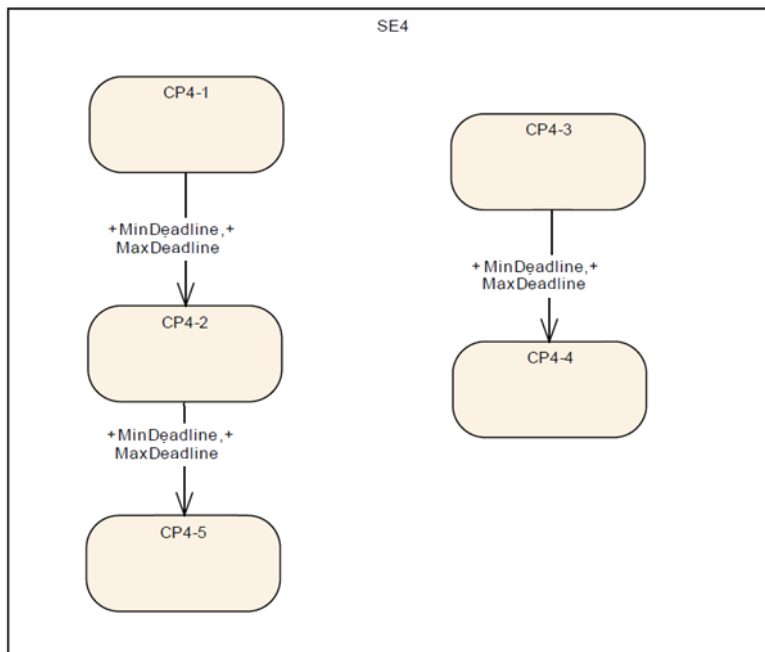 SE4
CP4-1
+MinDeadline,+
MaxDeadline
CP4-2
+MinDeadline,+
MaxDeadline
CP4-5
CP4-3
+MinDeadline,+
MaxDeadline
CP4-4